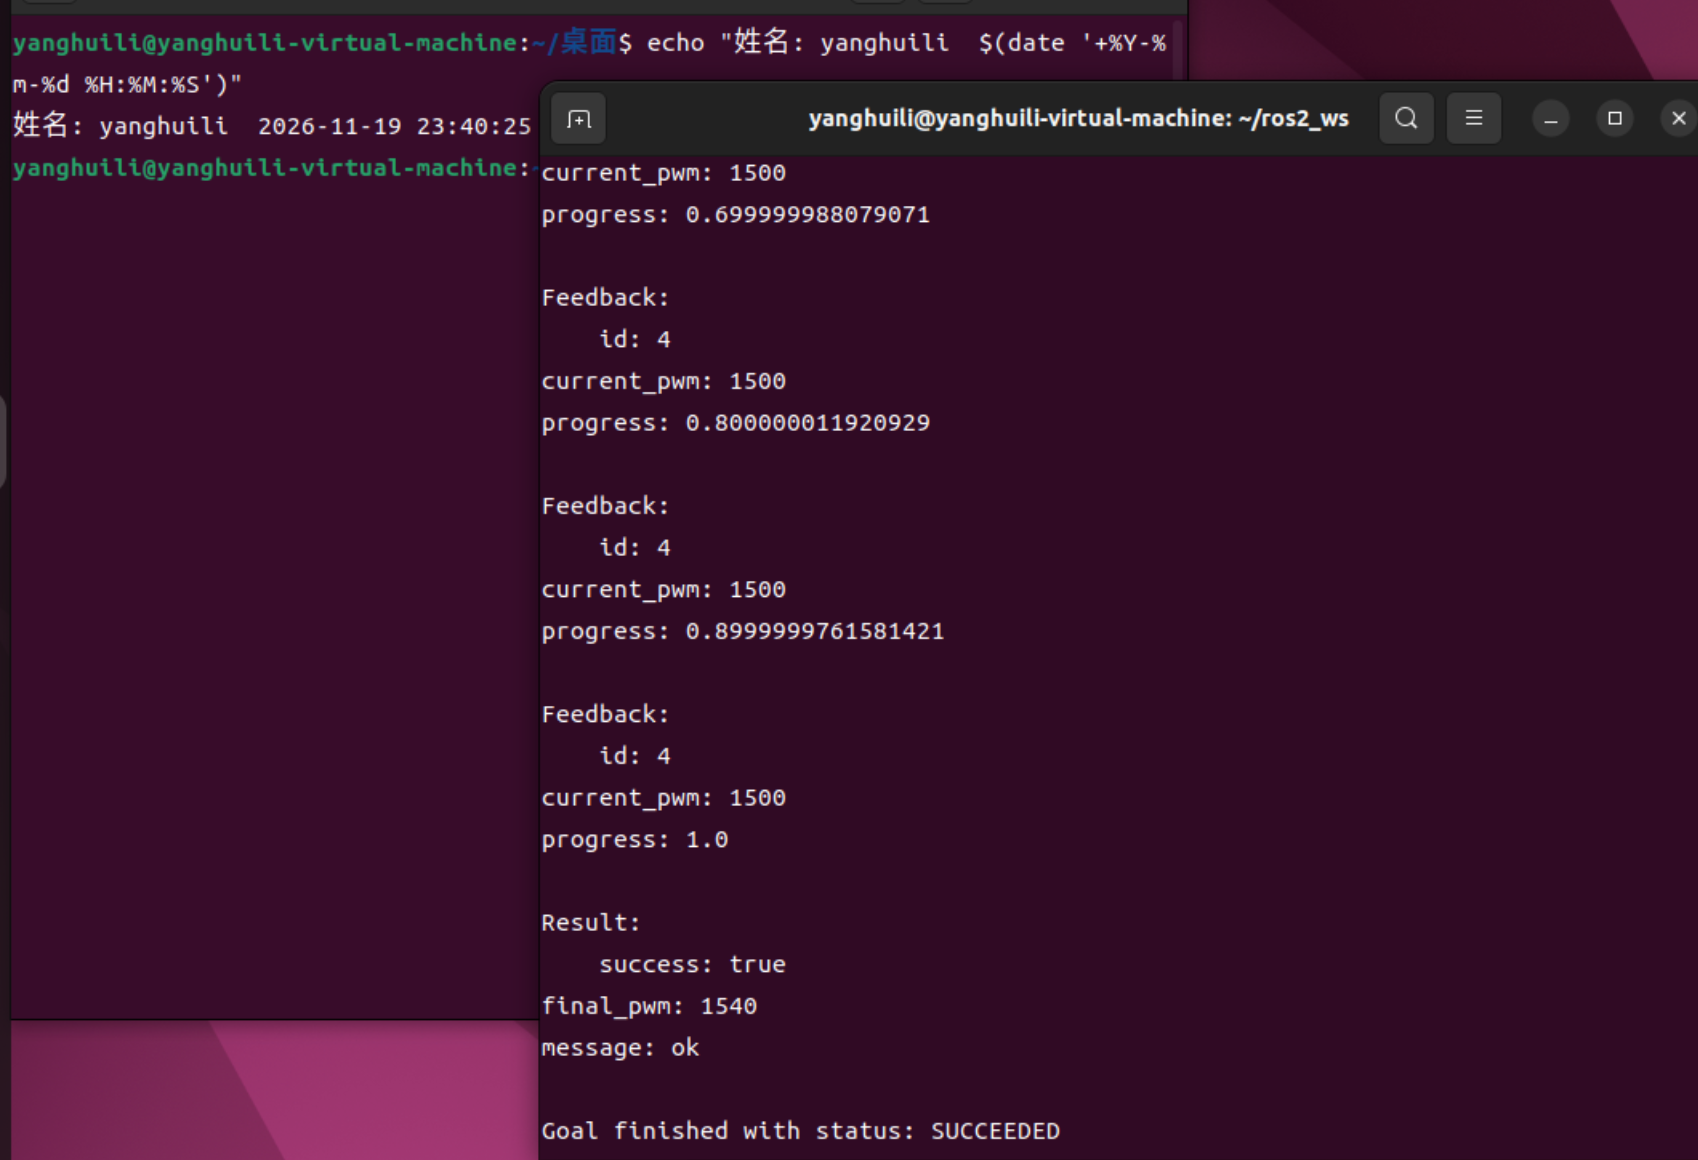 yanghuili@yanghuili-virtual-machine:~/桌面$ echo "姓名: yanghuili  $(date '+%Y-%
m-%d %H:%M:%S')"
姓名: yanghuili  2026-11-19 23:40:25
yanghuili@yanghuili-virtual-machine:
yanghuili@yanghuili-virtual-machine: ~/ros2_ws
current_pwm: 1500
progress: 0.699999988079071
Feedback:
    id: 4
current_pwm: 1500
progress: 0.800000011920929
Feedback:
    id: 4
current_pwm: 1500
progress: 0.8999999761581421
Feedback:
    id: 4
current_pwm: 1500
progress: 1.0
Result:
    success: true
final_pwm: 1540
message: ok
Goal finished with status: SUCCEEDED